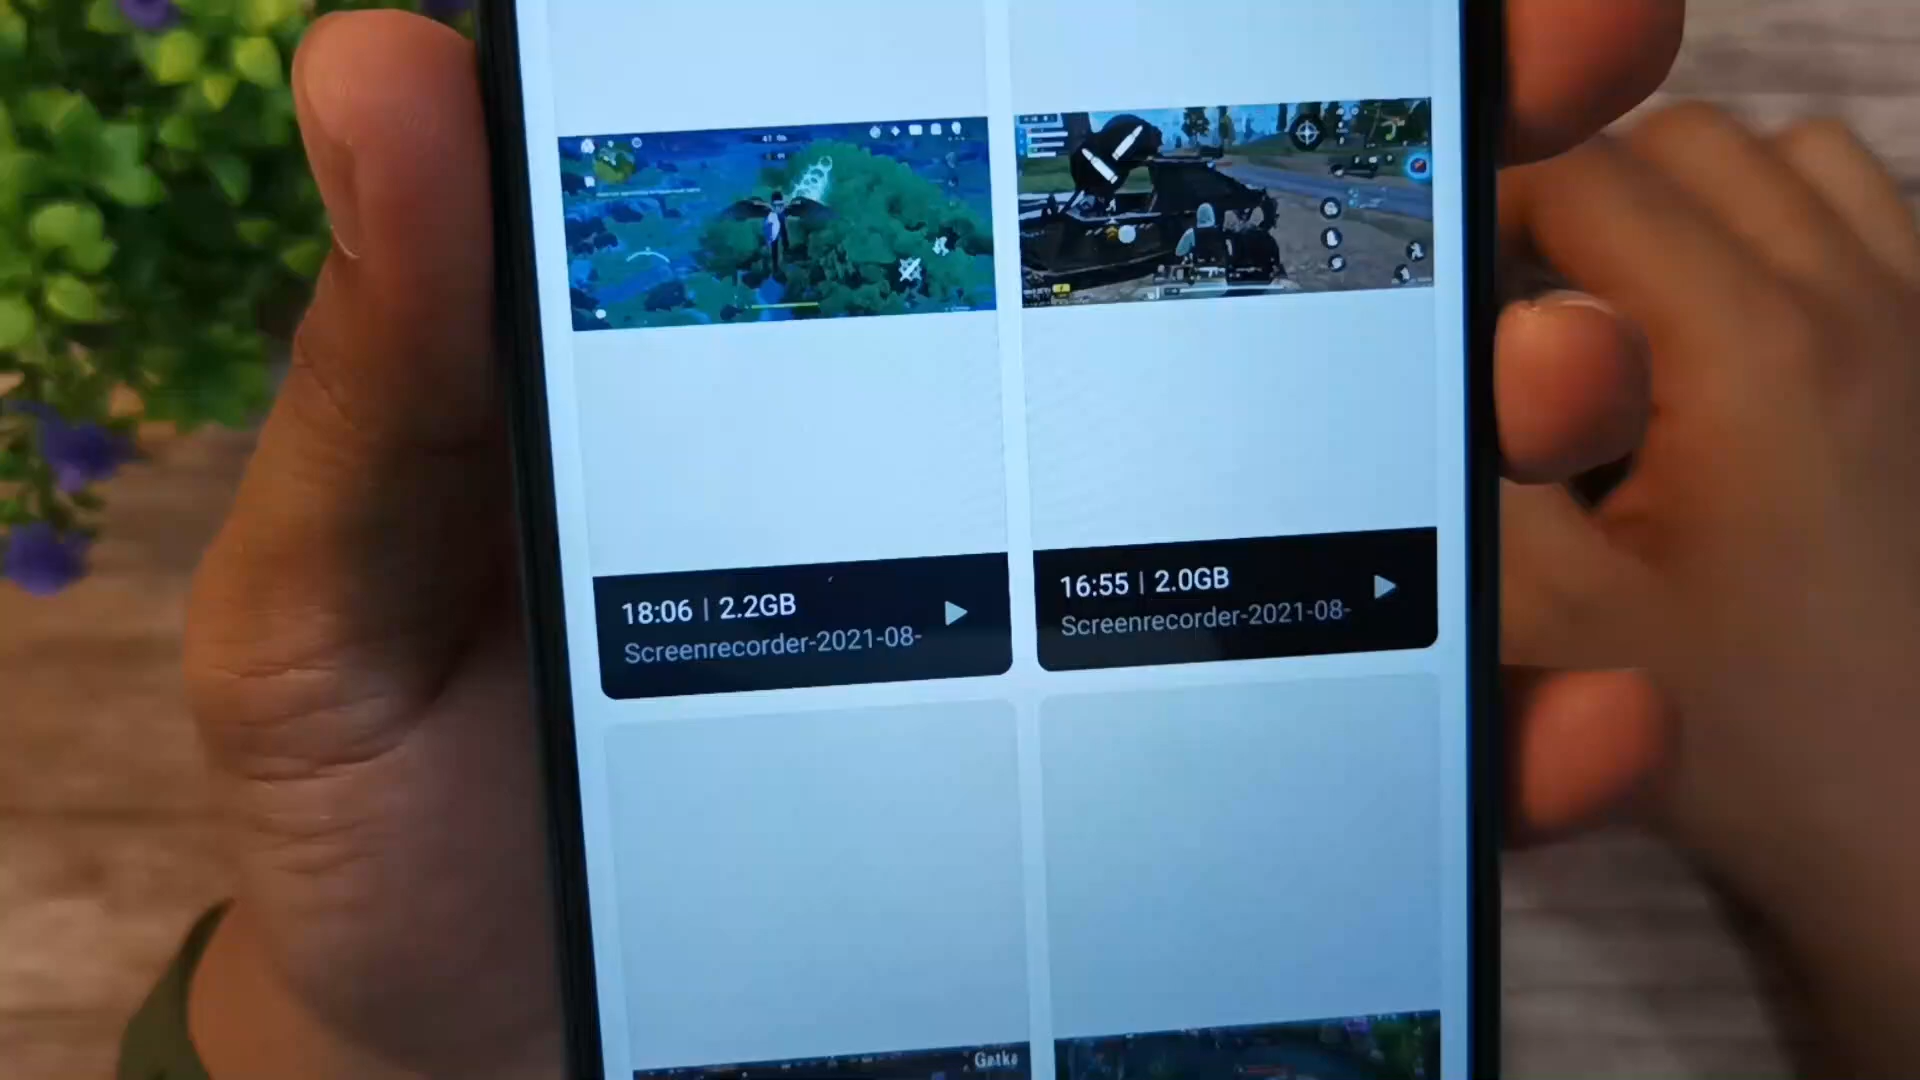 18:06 | 2.2GB
Screenrecorder-2021-08-
16:55 | 2.0GB
Screenrecorder-2021-08-